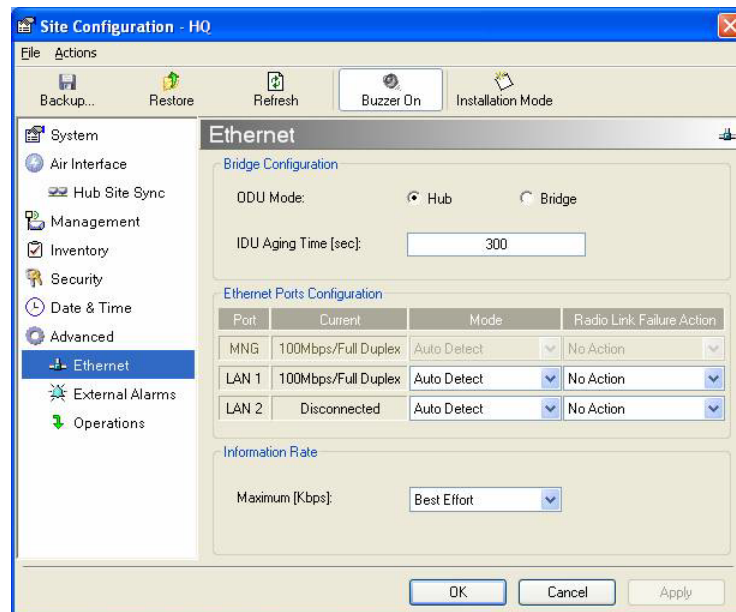 Site Configuration - HQ
File Actions
Backup... Restore Refresh Buzzer On Installation Mode
System
Air Interface
Hub Site Sync
Management
Inventory
Security
Date & Time
Advanced
Ethernet
External Alarms
Operations
Ethernet
Bridge Configuration
ODU Mode: Hub Bridge
IDU Aging Time [sec]: 300
Ethernet Ports Configuration
Port Current Mode Radio Link Failure Action
MNG 100Mbps/Full Duplex Auto Detect No Action
LAN 1 100Mbps/Full Duplex Auto Detect No Action
LAN 2 Disconnected Auto Detect No Action
Information Rate
Maximum [Kbps]: Best Effort
OK Cancel Apply